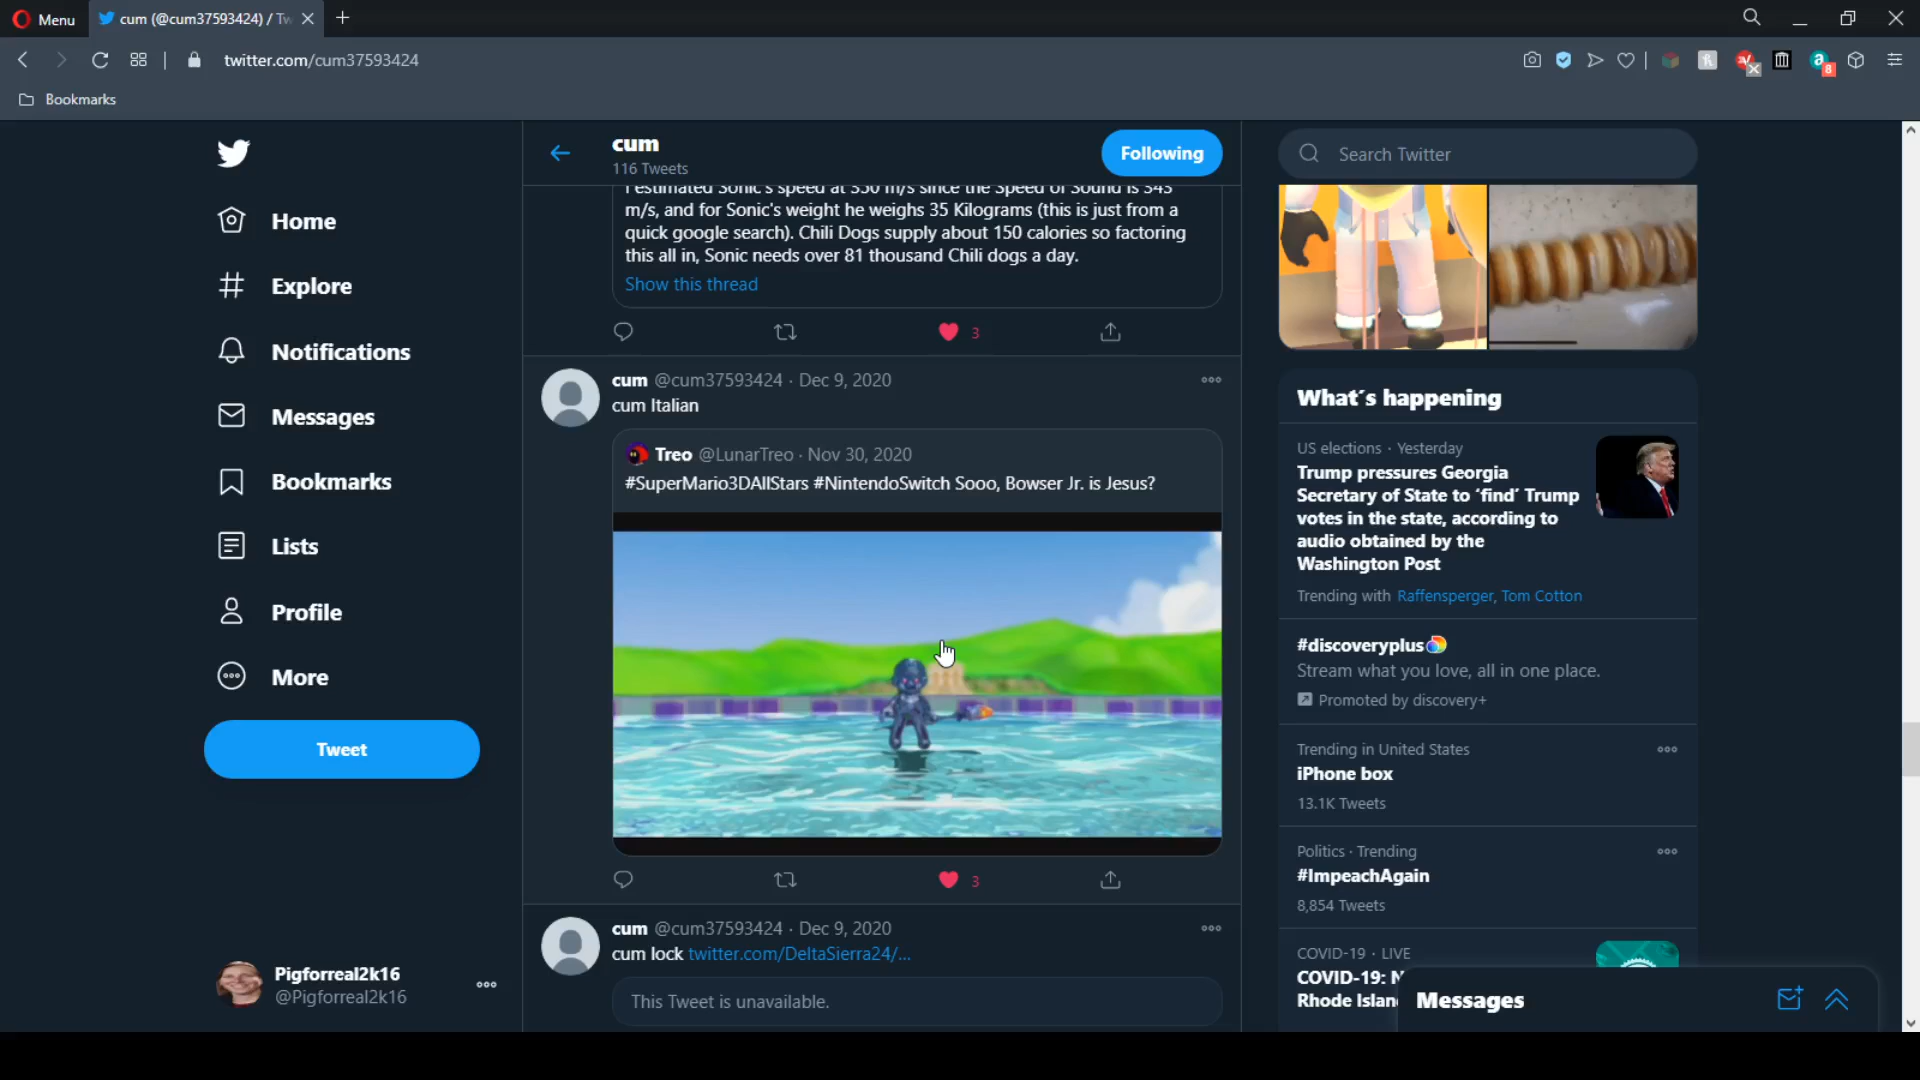 Menu
cum (@cum37593424) / Tw
twitter.com/cum37593424
Bookmarks
Home
Explore
Notifications
Messages
Bookmarks
Lists
Profile
More
Tweet
Pigforreal2k16
@Pigforreal2k16
cum
116 Tweets
Following
I estimated Sonic's speed at 350 m/s since the Speed of Sound is 343
m/s, and for Sonic's weight he weighs 35 Kilograms (this is just from a
quick google search). Chili Dogs supply about 150 calories so factoring
this all in, Sonic needs over 81 thousand Chili dogs a day.
Show this thread
3
cum @cum37593424 · Dec 9, 2020
cum Italian
Treo @LunarTreo · Nov 30, 2020
#SuperMario3DAllStars #NintendoSwitch Sooo, Bowser Jr. is Jesus?
3
cum @cum37593424 · Dec 9, 2020
cum lock twitter.com/DeltaSierra24/...
This Tweet is unavailable.
Search Twitter
What's happening
US elections · Yesterday
Trump pressures Georgia
Secretary of State to 'find' Trump
votes in the state, according to
audio obtained by the
Washington Post
Trending with Raffensperger, Tom Cotton
#discoveryplus
Stream what you love, all in one place.
Promoted by discovery+
Trending in United States
iPhone box
13.1K Tweets
Politics · Trending
#ImpeachAgain
8,854 Tweets
COVID-19 · LIVE
COVID-19: N
Rhode Islan
Messages
a
8